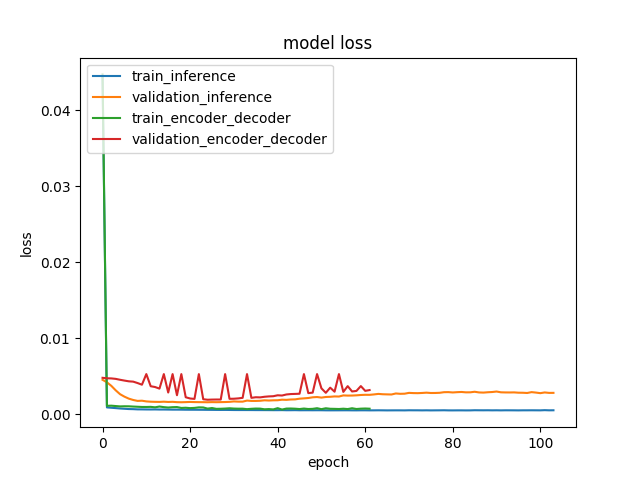 model loss
train_inference
validation_inference
train_encoder_decoder
validation_encoder_decoder
loss
0.04
0.03
0.02
0.01
0.00
0 20 40 60 80 100
epoch